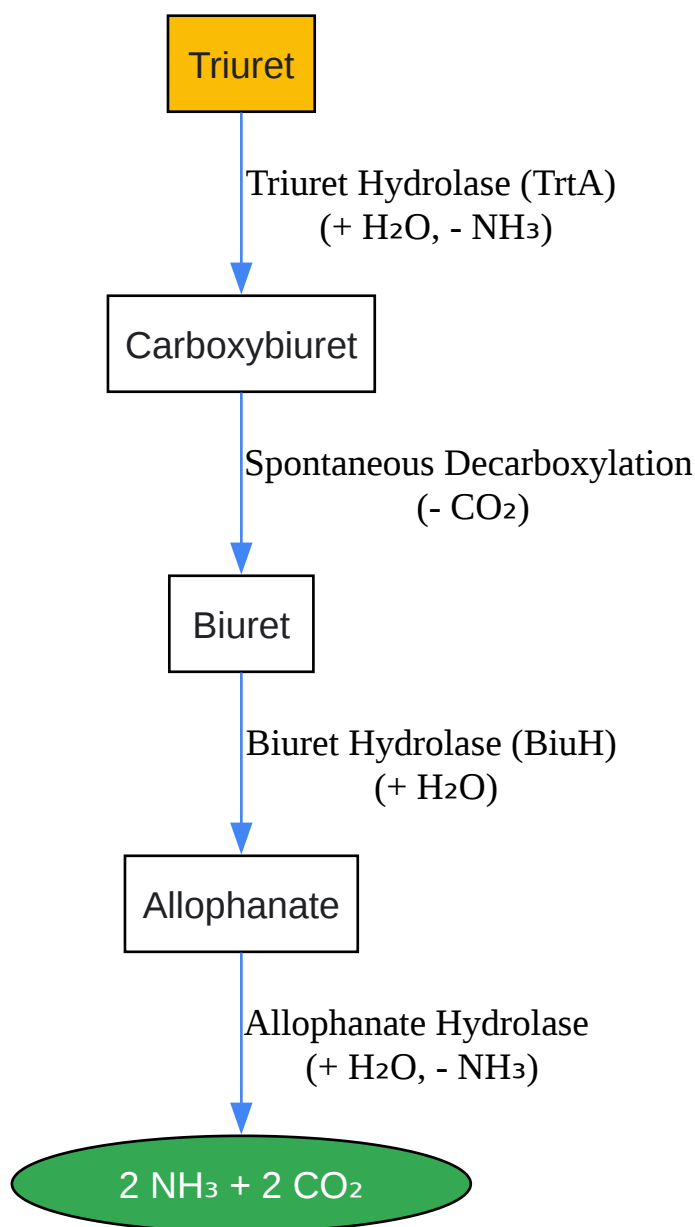 Triuret
Triuret Hydrolase (TrtA)
(+ H₂O, - NH₃)
Carboxybiuret
Spontaneous Decarboxylation
(- CO₂)
Biuret
Biuret Hydrolase (BiuH)
(+ H₂O)
Allophanate
Allophanate Hydrolase
(+ H₂O, - NH₃)
2 NH₃ + 2 CO₂